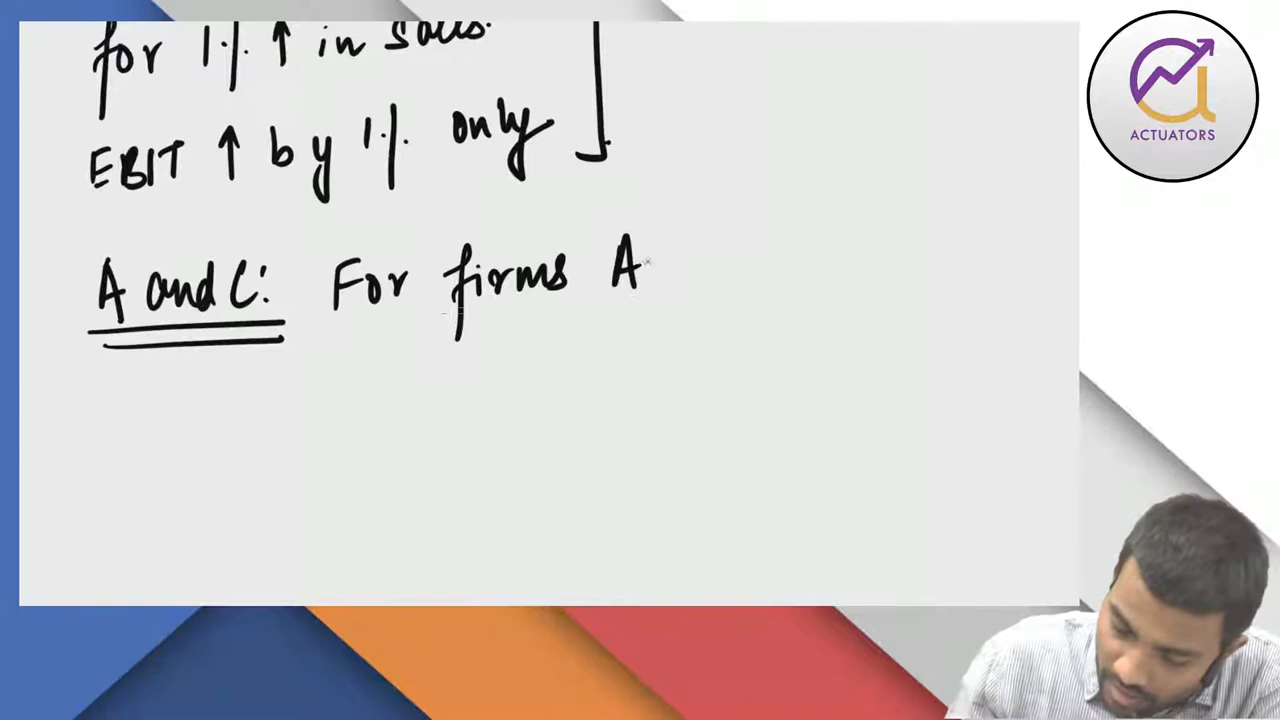 for 1% ↑ in sales.
EBIT ↑ by 1% only
A and C: For firms A
ACTUATORS